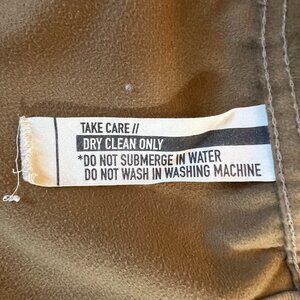 TAKE CARE //
DRY CLEAN ONLY
*DO NOT SUBMERGE IN WATER
DO NOT WASH IN WASHING MACHINE